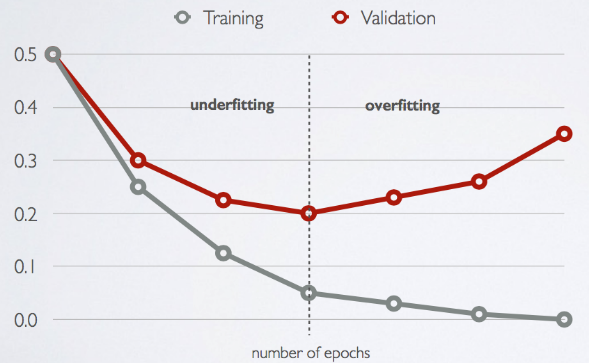 Training Validation
0.5
0.4
underfitting overfitting
0.3
0.2
0.1
0.0
number of epochs